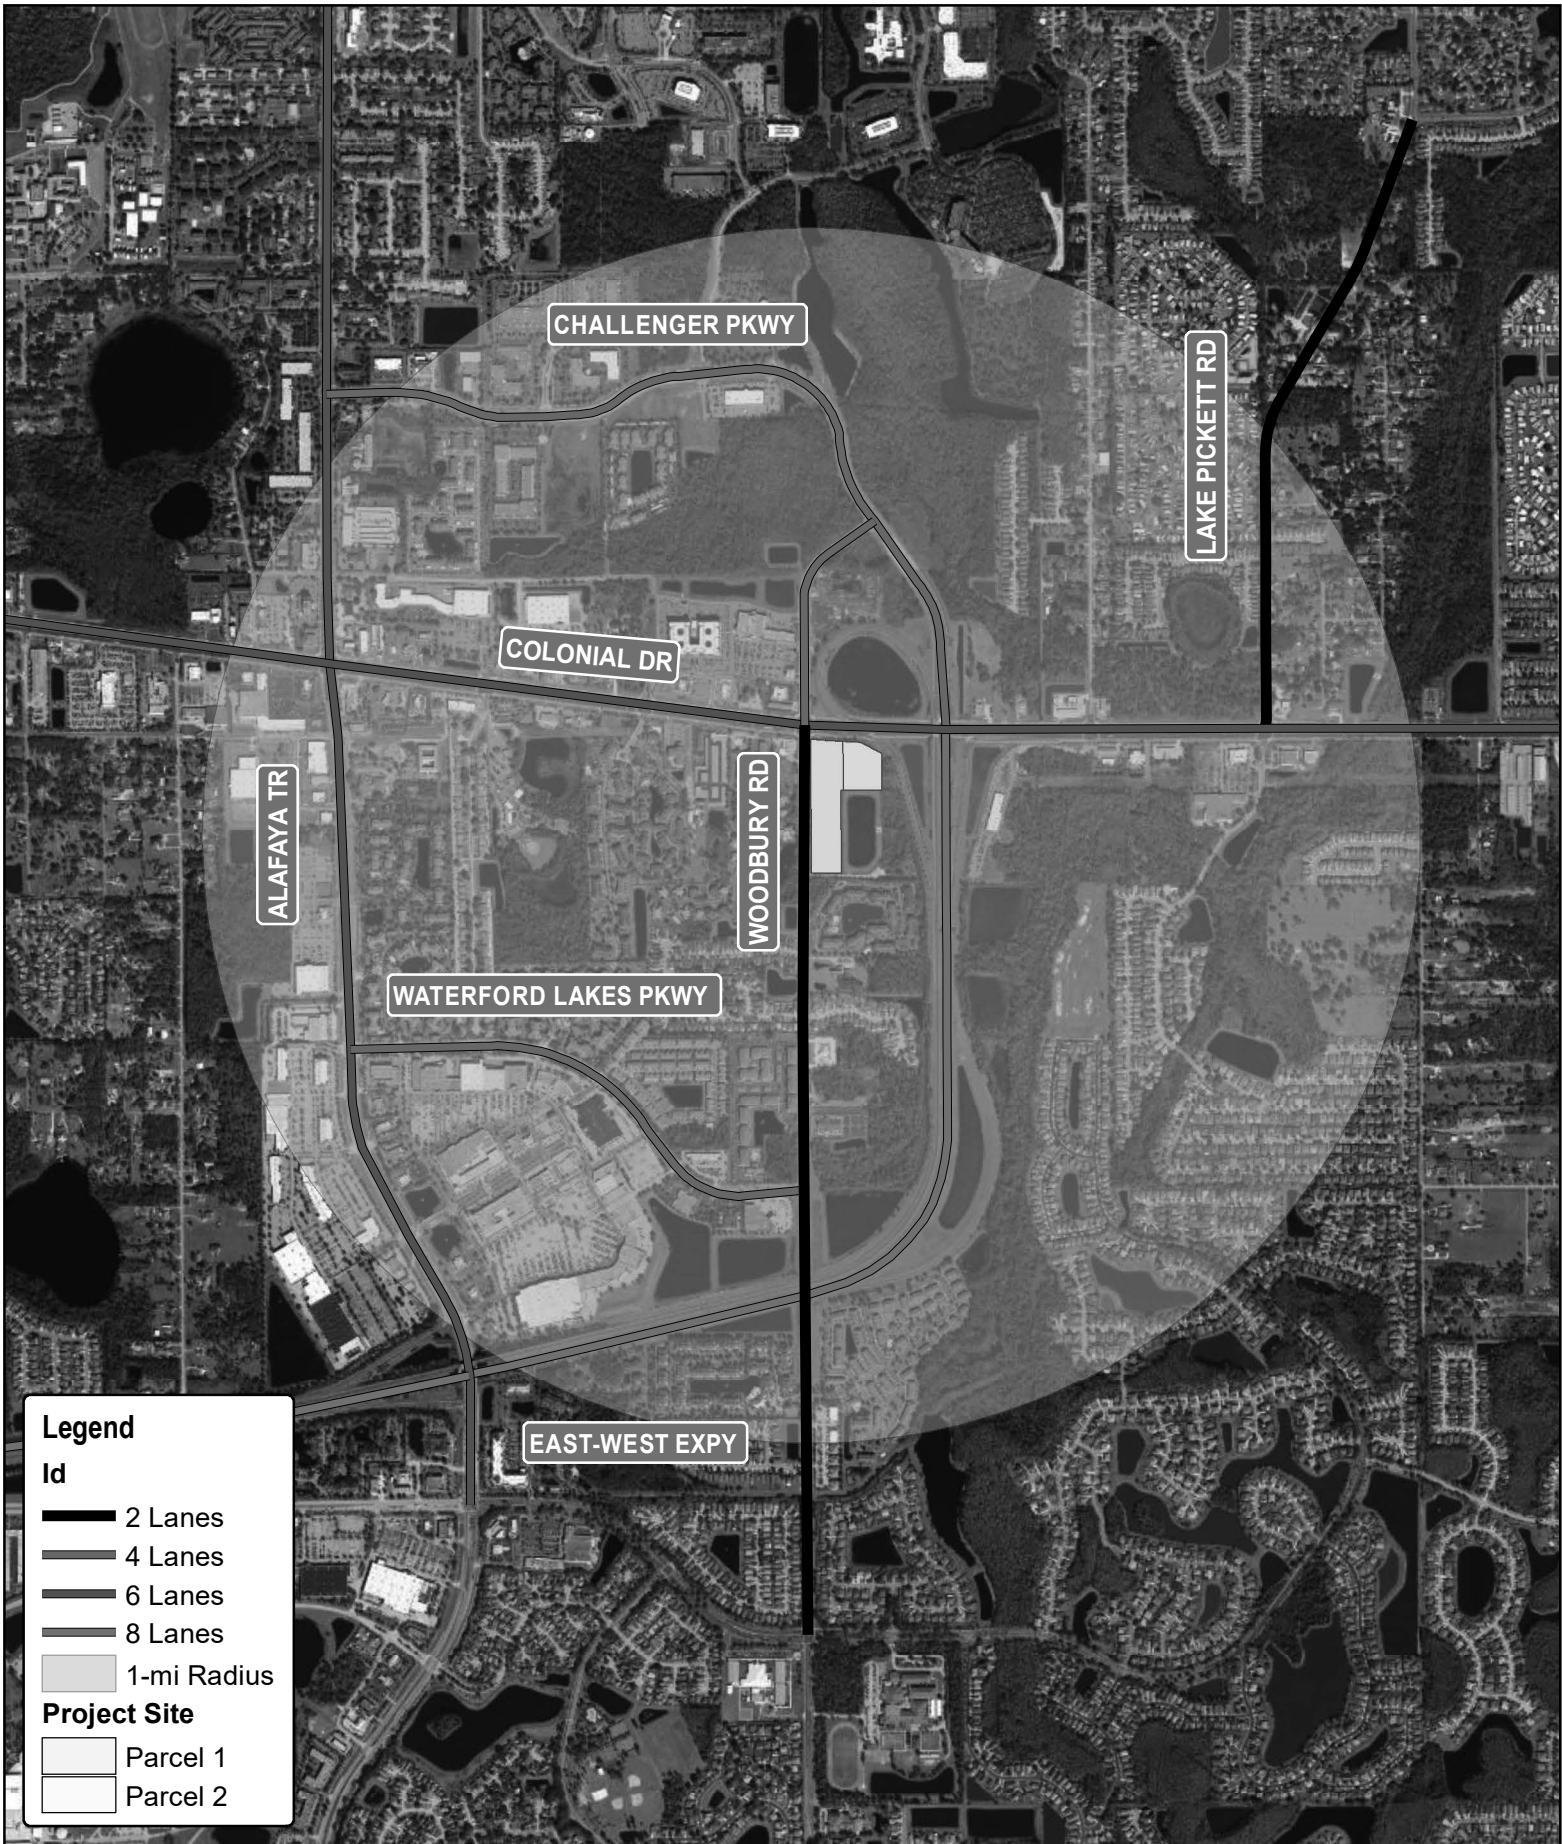 CHALLENGER PKWY
LAKE PICKETT RD
COLONIAL DR
ALAFAYA TR
WOODBURY RD
WATERFORD LAKES PKWY
EAST-WEST EXPY
Legend
Id
2 Lanes
4 Lanes
6 Lanes
8 Lanes
1-mi Radius
Project Site
Parcel 1
Parcel 2